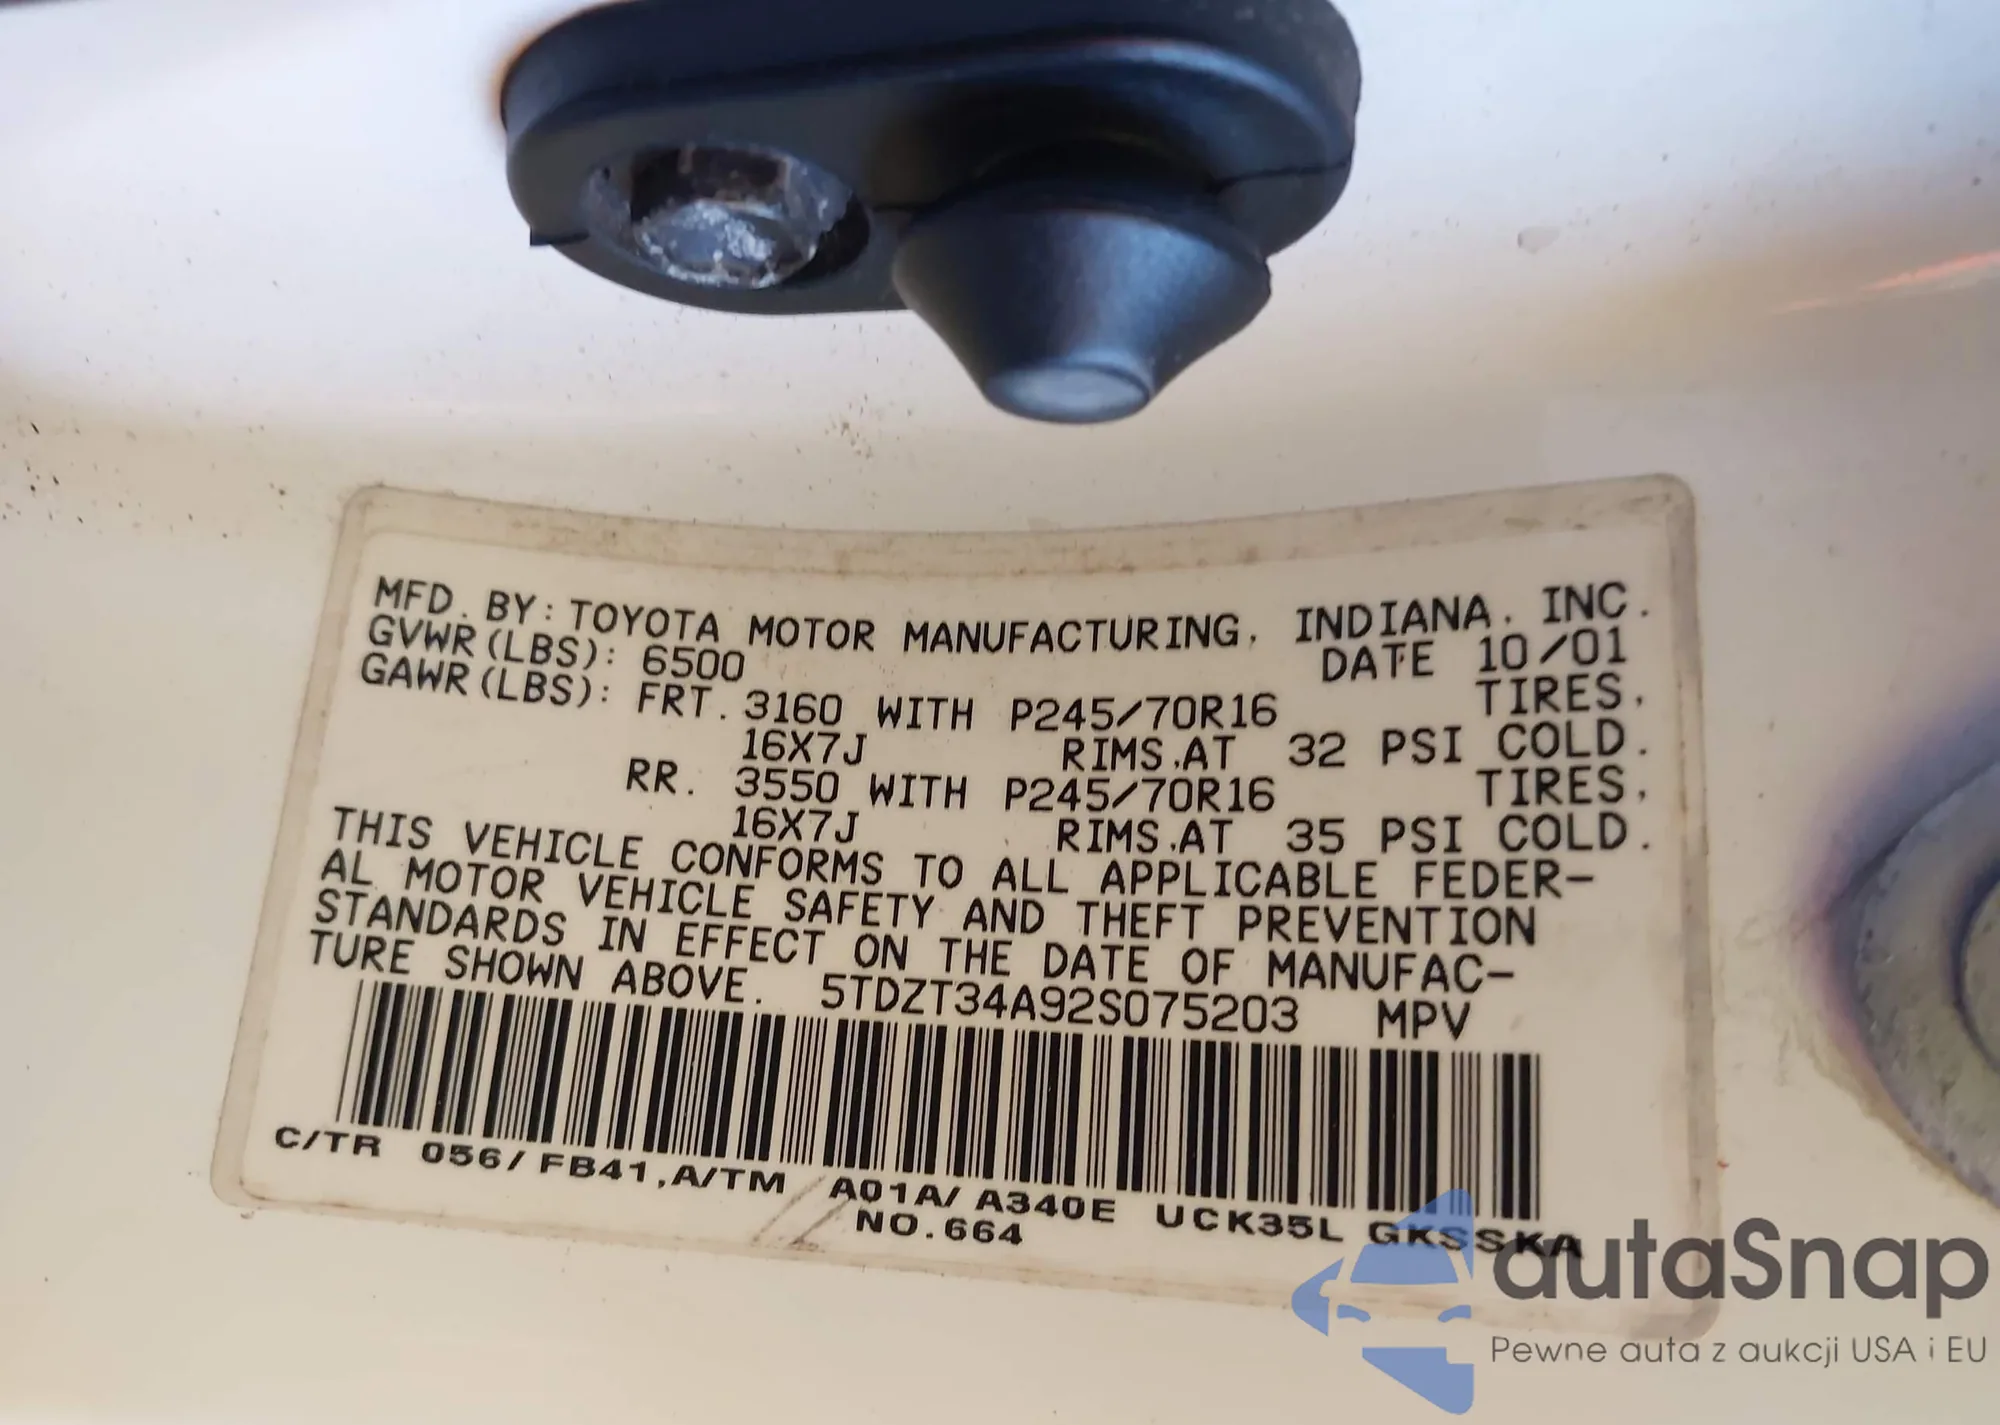 MFD. BY: TOYOTA MOTOR MANUFACTURING, INDIANA, INC.
GVWR(LBS): 6500 DATE 10/01
GAWR(LBS): FRT. 3160 WITH P245/70R16 TIRES,
16X7J RIMS,AT 32 PSI COLD.
RR. 3550 WITH P245/70R16 TIRES,
16X7J RIMS,AT 35 PSI COLD.
THIS VEHICLE CONFORMS TO ALL APPLICABLE FEDER-
AL MOTOR VEHICLE SAFETY AND THEFT PREVENTION
STANDARDS IN EFFECT ON THE DATE OF MANUFAC-
TURE SHOWN ABOVE. 5TDZT34A92S075203 MPV
C/TR 056/FB41,A/TM A01A/A340E UCK35L GKSSKA
NO.664
autaSnap
Pewne auta z aukcji USA i EU